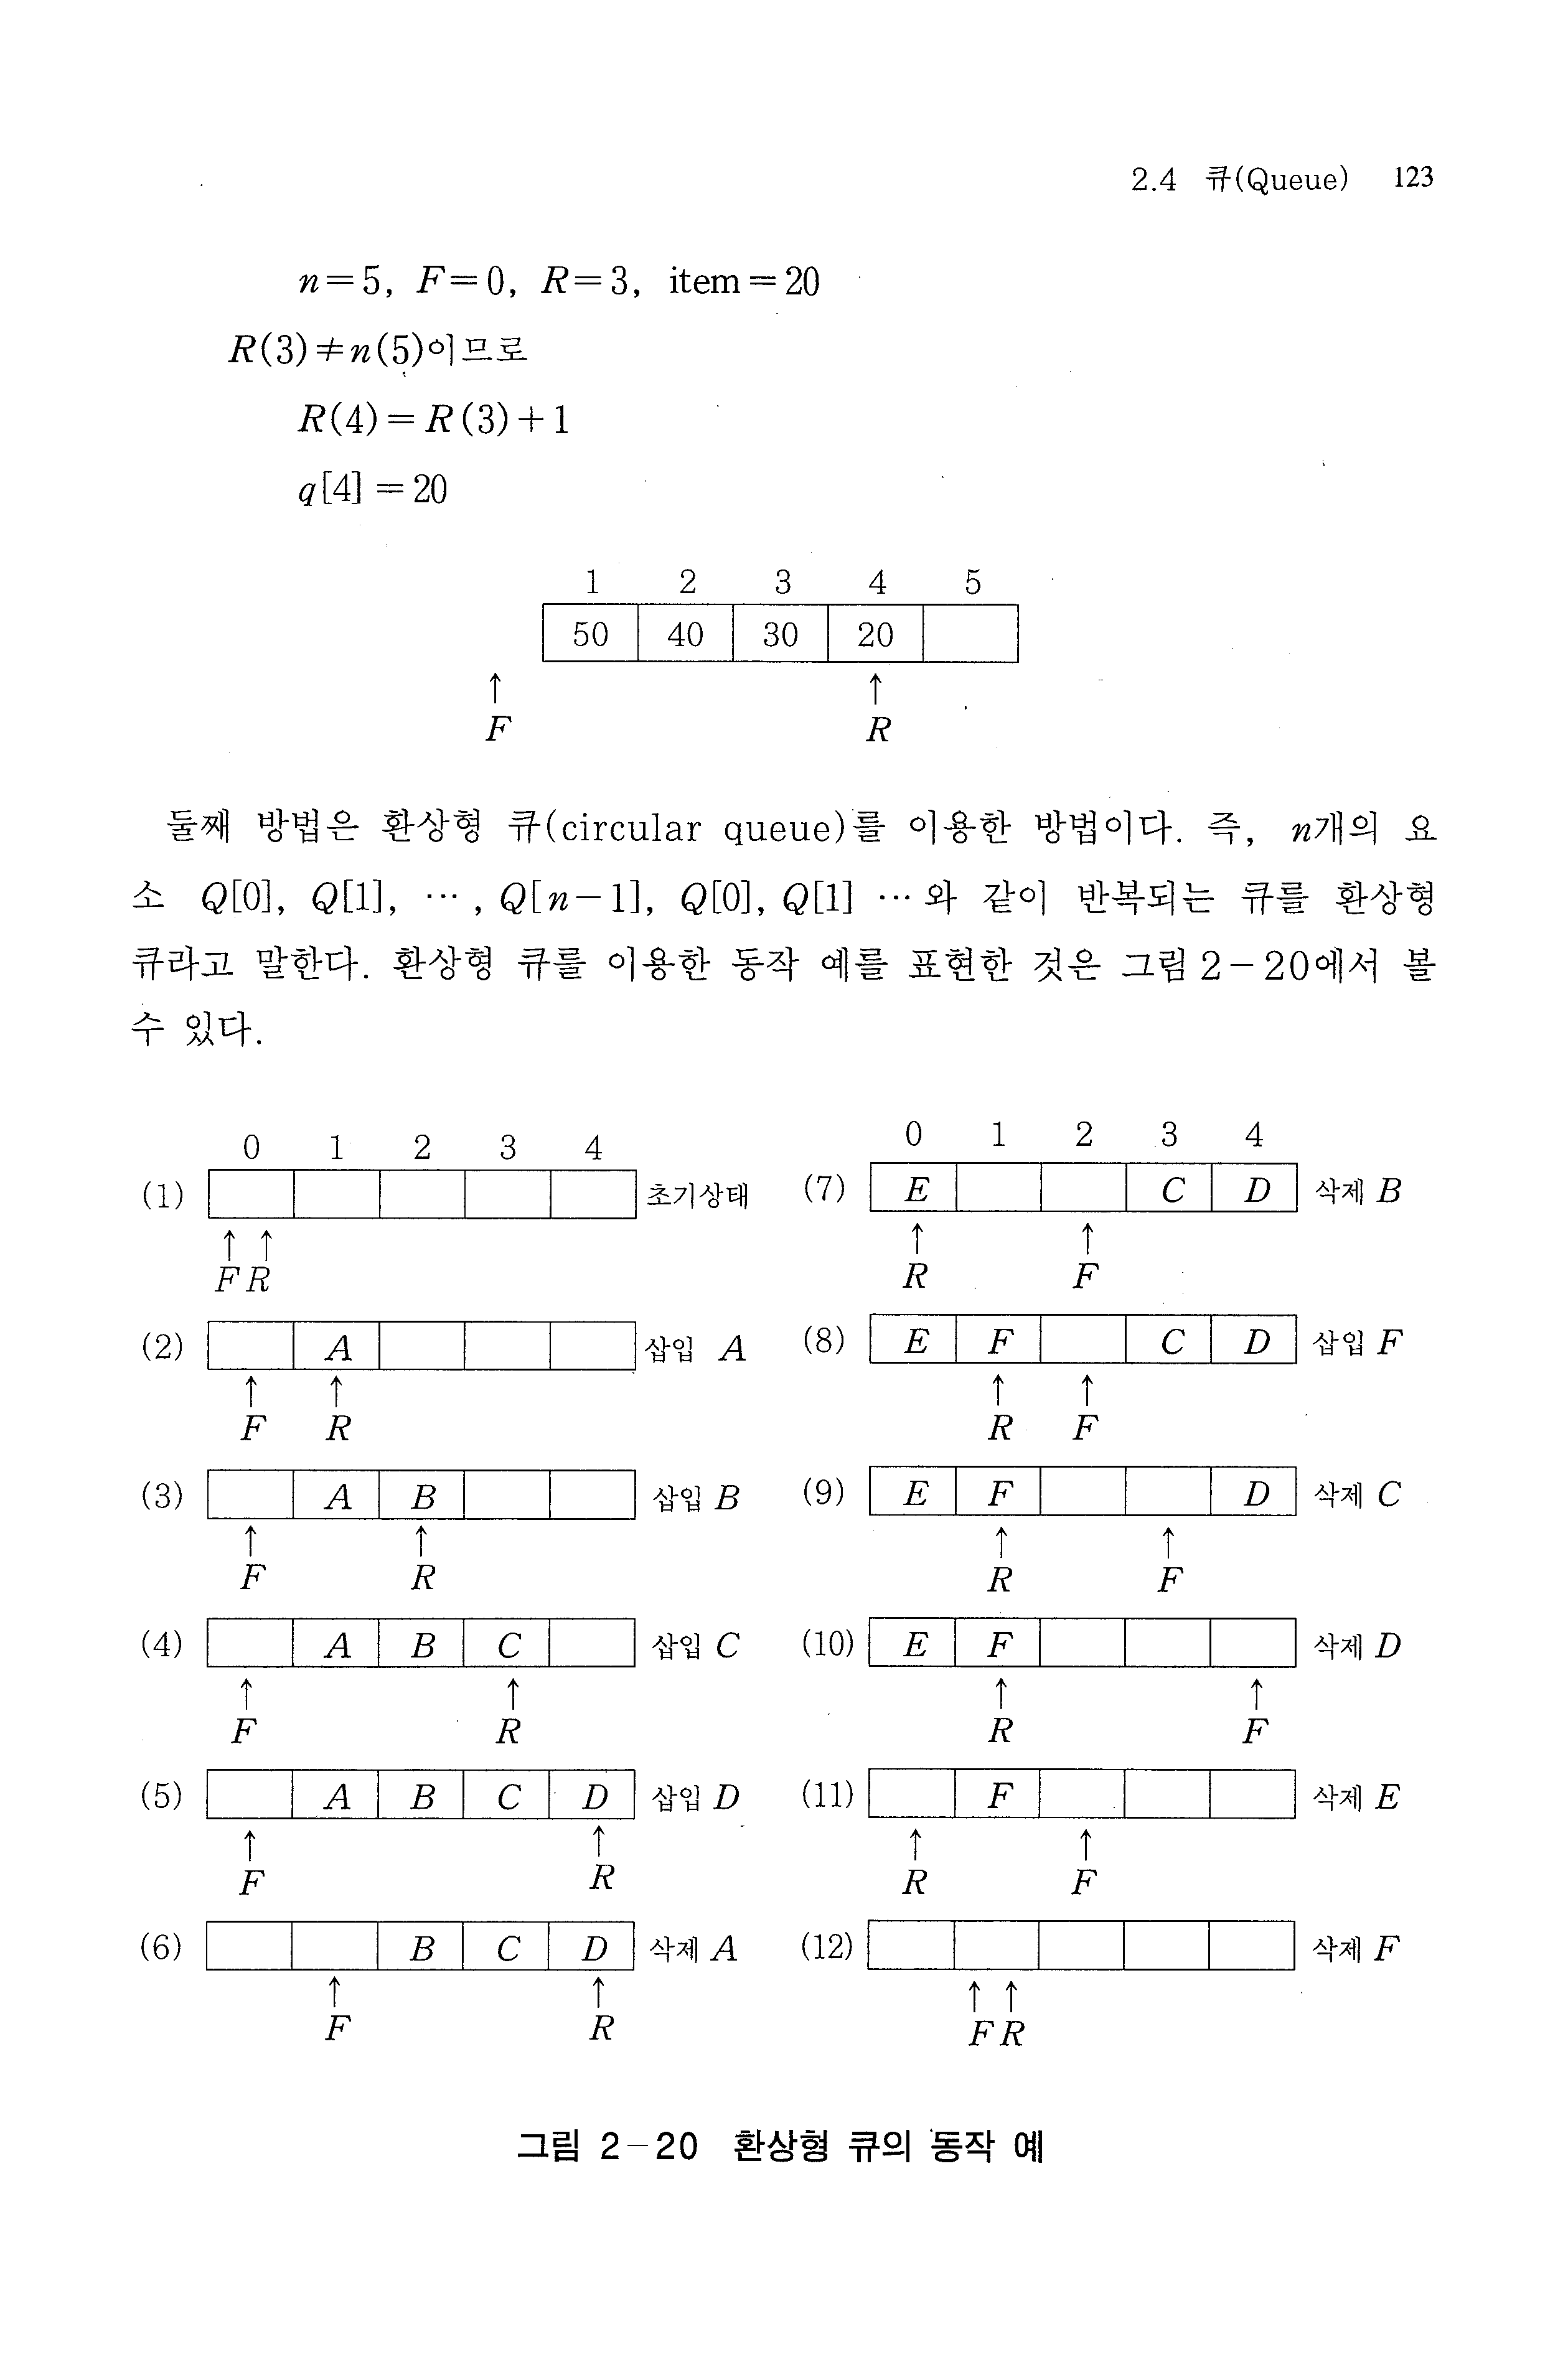 2.4 큐(Queue) 123
n=5, F=0, R=3, item=20
R(3)≠n(5)이므로
R(4)=R(3)+1
q[4]=20
1 2 3 4 5
50 40 30 20
↑ ↑
F R
둘째 방법은 환상형 큐(circular queue)를 이용한 방법이다. 즉, n개의 요
소 Q[0], Q[1], …, Q[n-1], Q[0], Q[1] …와 같이 반복되는 큐를 환상형
큐라고 말한다. 환상형 큐를 이용한 동작 예를 표현한 것은 그림 2-20에서 볼
수 있다.
0 1 2 3 4
(1) 초기상태
↑ ↑
F R
(2) A 삽입 A
↑ ↑
F R
(3) A B 삽입 B
↑ ↑
F R
(4) A B C 삽입 C
↑ ↑
F R
(5) A B C D 삽입 D
↑ ↑
F R
(6) B C D 삭제 A
↑ ↑
F R
0 1 2 3 4
(7) E C D 삭제 B
↑ ↑
R F
(8) E F C D 삽입 F
↑ ↑
R F
(9) E F D 삭제 C
↑ ↑
R F
(10) E F 삭제 D
↑ ↑
R F
(11) F 삭제 E
↑ ↑
R F
(12) 삭제 F
↑ ↑
F R
그림 2-20 환상형 큐의 동작 예